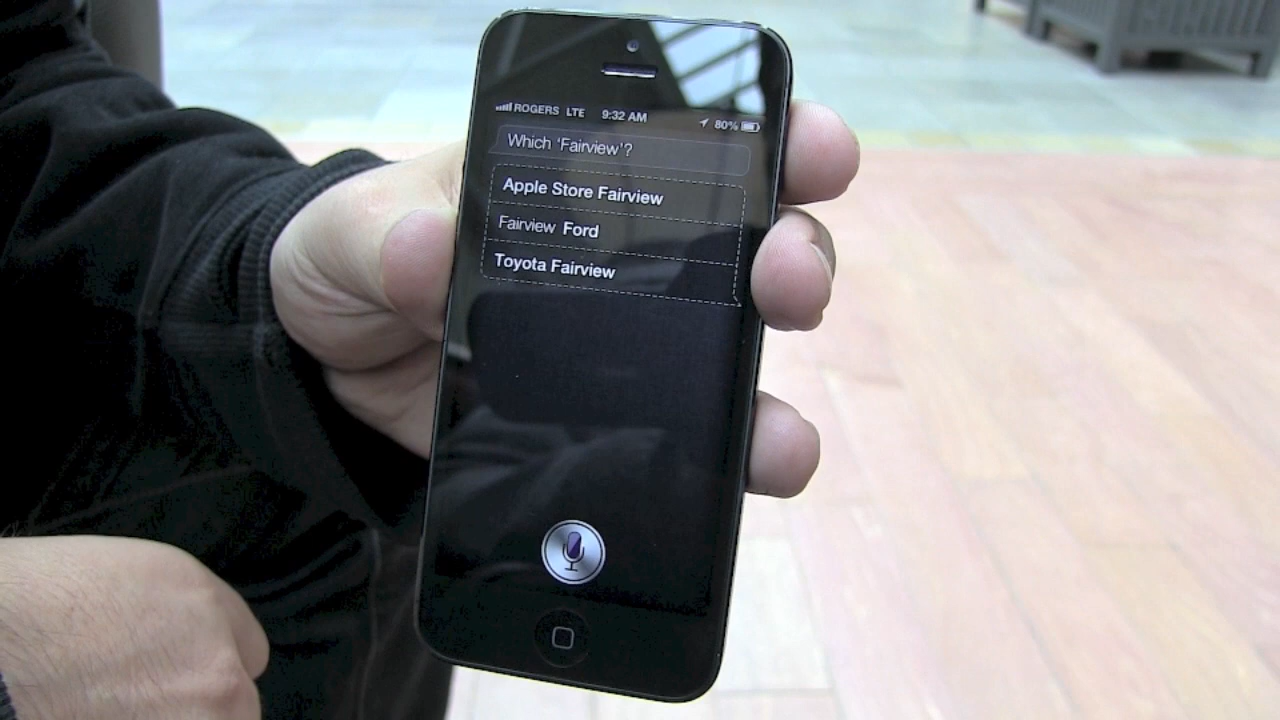 ROGERS LTE 9:32 AM 80%
Which 'Fairview'?
Apple Store Fairview
Fairview Ford
Toyota Fairview